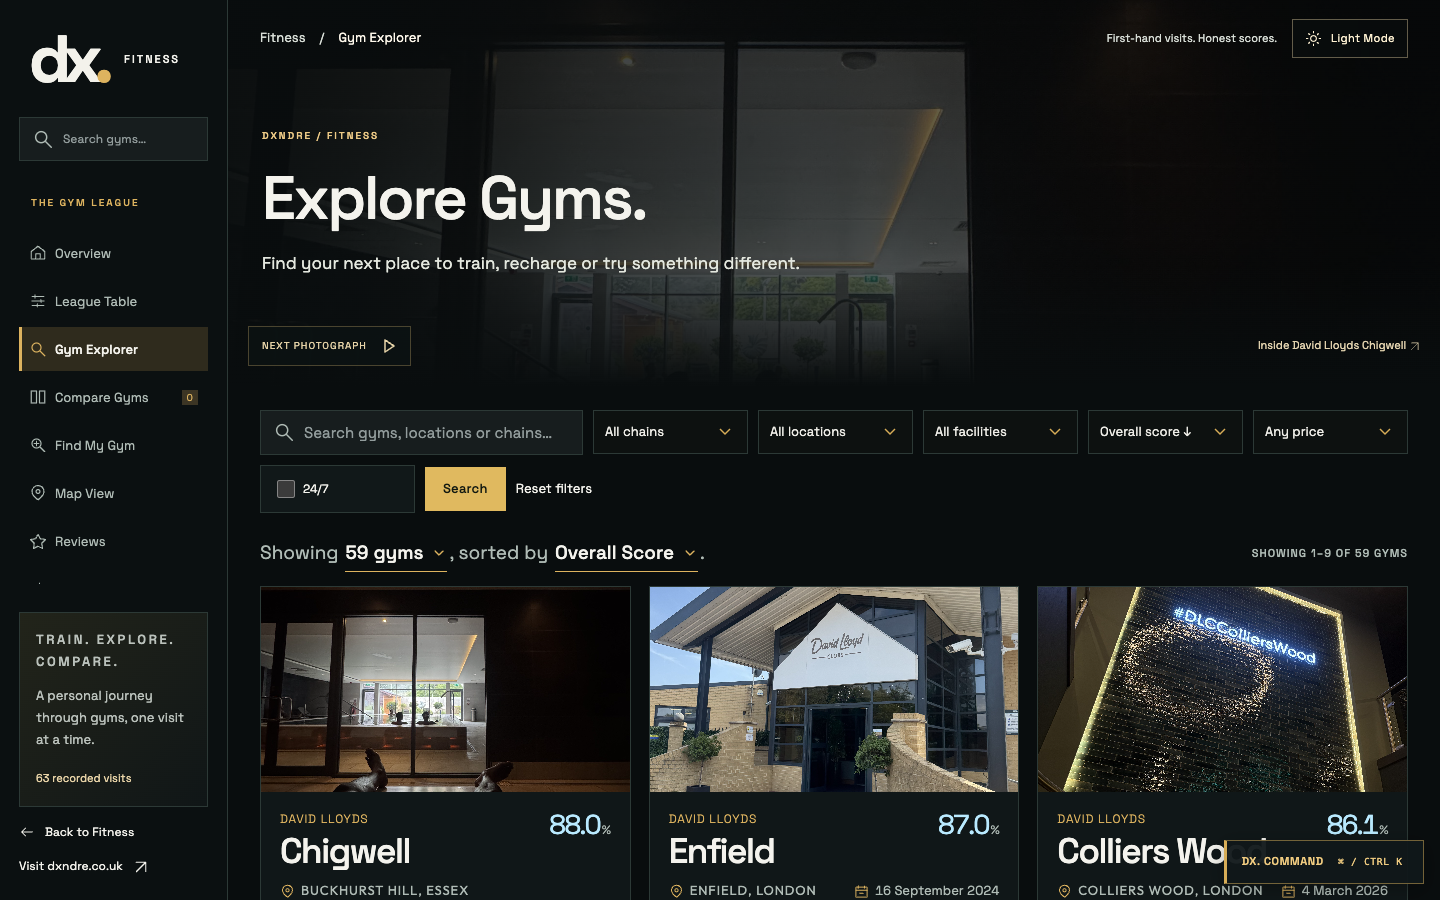 dx. FITNESS
Search gyms...
THE GYM LEAGUE
Overview
League Table
Gym Explorer
Compare Gyms 0
Find My Gym
Map View
Reviews
TRAIN. EXPLORE.
COMPARE.
A personal journey
through gyms, one visit
at a time.
63 recorded visits
Back to Fitness
Visit dxndre.co.uk
Fitness / Gym Explorer
First-hand visits. Honest scores.
Light Mode
DXNDRE / FITNESS
Explore Gyms.
Find your next place to train, recharge or try something different.
NEXT PHOTOGRAPH
Inside David Lloyds Chigwell
Search gyms, locations or chains...
All chains
All locations
All facilities
Overall score ↓
Any price
24/7
Search
Reset filters
Showing 59 gyms, sorted by Overall Score.
SHOWING 1–9 OF 59 GYMS
DAVID LLOYDS
88.0%
Chigwell
BUCKHURST HILL, ESSEX
David Lloyd
CLUBS
DAVID LLOYDS
87.0%
Enfield
ENFIELD, LONDON
16 September 2024
#DLCColliersWood
DAVID LLOYDS
86.1%
Colliers Wood
COLLIERS WOOD, LONDON
4 March 2026
DX. COMMAND ⌘ / CTRL K